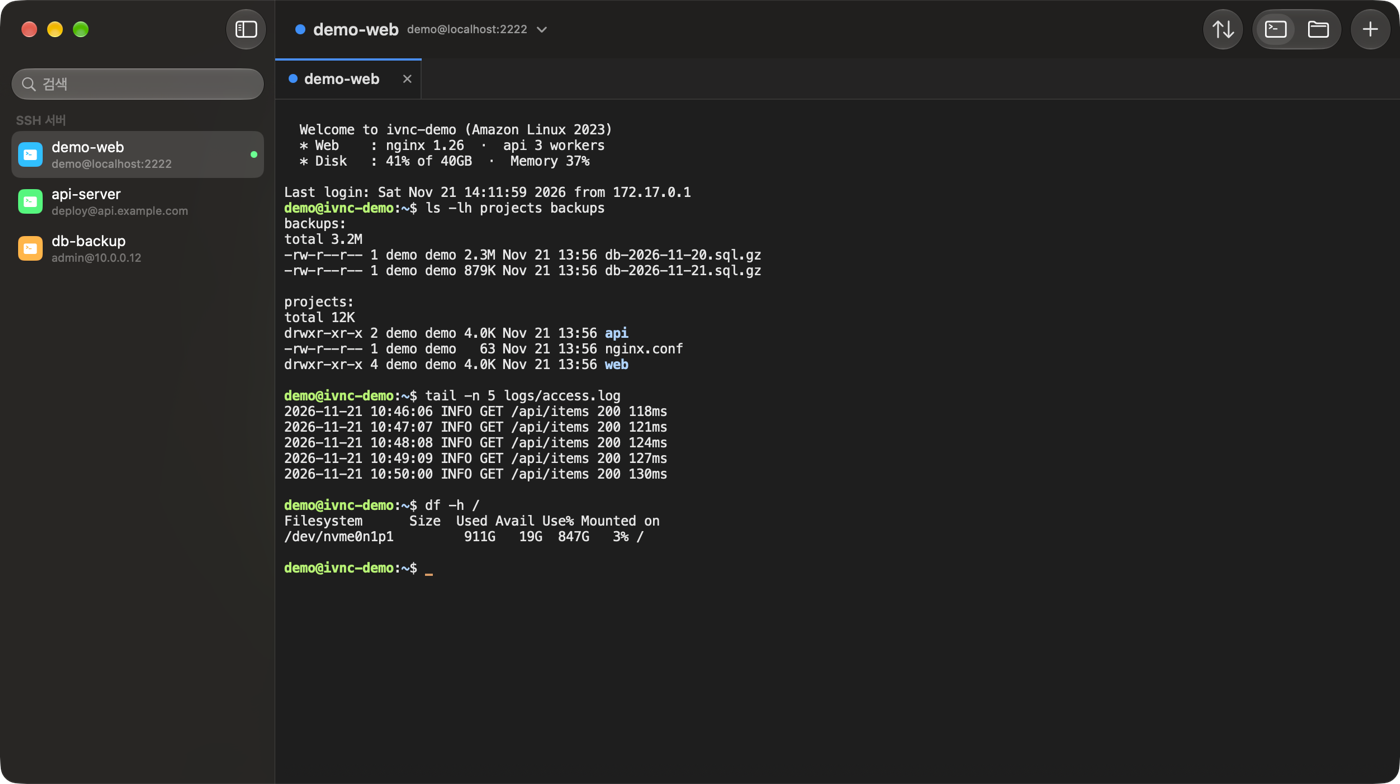 demo-web demo@localhost:2222
검색
SSH 서버
demo-web
demo@localhost:2222
api-server
deploy@api.example.com
db-backup
admin@10.0.0.12
demo-web
Welcome to ivnc-demo (Amazon Linux 2023)
* Web    : nginx 1.26  ·  api 3 workers
* Disk   : 41% of 40GB  ·  Memory 37%
Last login: Sat Nov 21 14:11:59 2026 from 172.17.0.1
demo@ivnc-demo:~$ ls -lh projects backups
backups:
total 3.2M
-rw-r--r-- 1 demo demo 2.3M Nov 21 13:56 db-2026-11-20.sql.gz
-rw-r--r-- 1 demo demo 879K Nov 21 13:56 db-2026-11-21.sql.gz
projects:
total 12K
drwxr-xr-x 2 demo demo 4.0K Nov 21 13:56 api
-rw-r--r-- 1 demo demo   63 Nov 21 13:56 nginx.conf
drwxr-xr-x 4 demo demo 4.0K Nov 21 13:56 web
demo@ivnc-demo:~$ tail -n 5 logs/access.log
2026-11-21 10:46:06 INFO GET /api/items 200 118ms
2026-11-21 10:47:07 INFO GET /api/items 200 121ms
2026-11-21 10:48:08 INFO GET /api/items 200 124ms
2026-11-21 10:49:09 INFO GET /api/items 200 127ms
2026-11-21 10:50:00 INFO GET /api/items 200 130ms
demo@ivnc-demo:~$ df -h /
Filesystem      Size  Used Avail Use% Mounted on
/dev/nvme0n1p1         911G   19G  847G   3% /
demo@ivnc-demo:~$ _